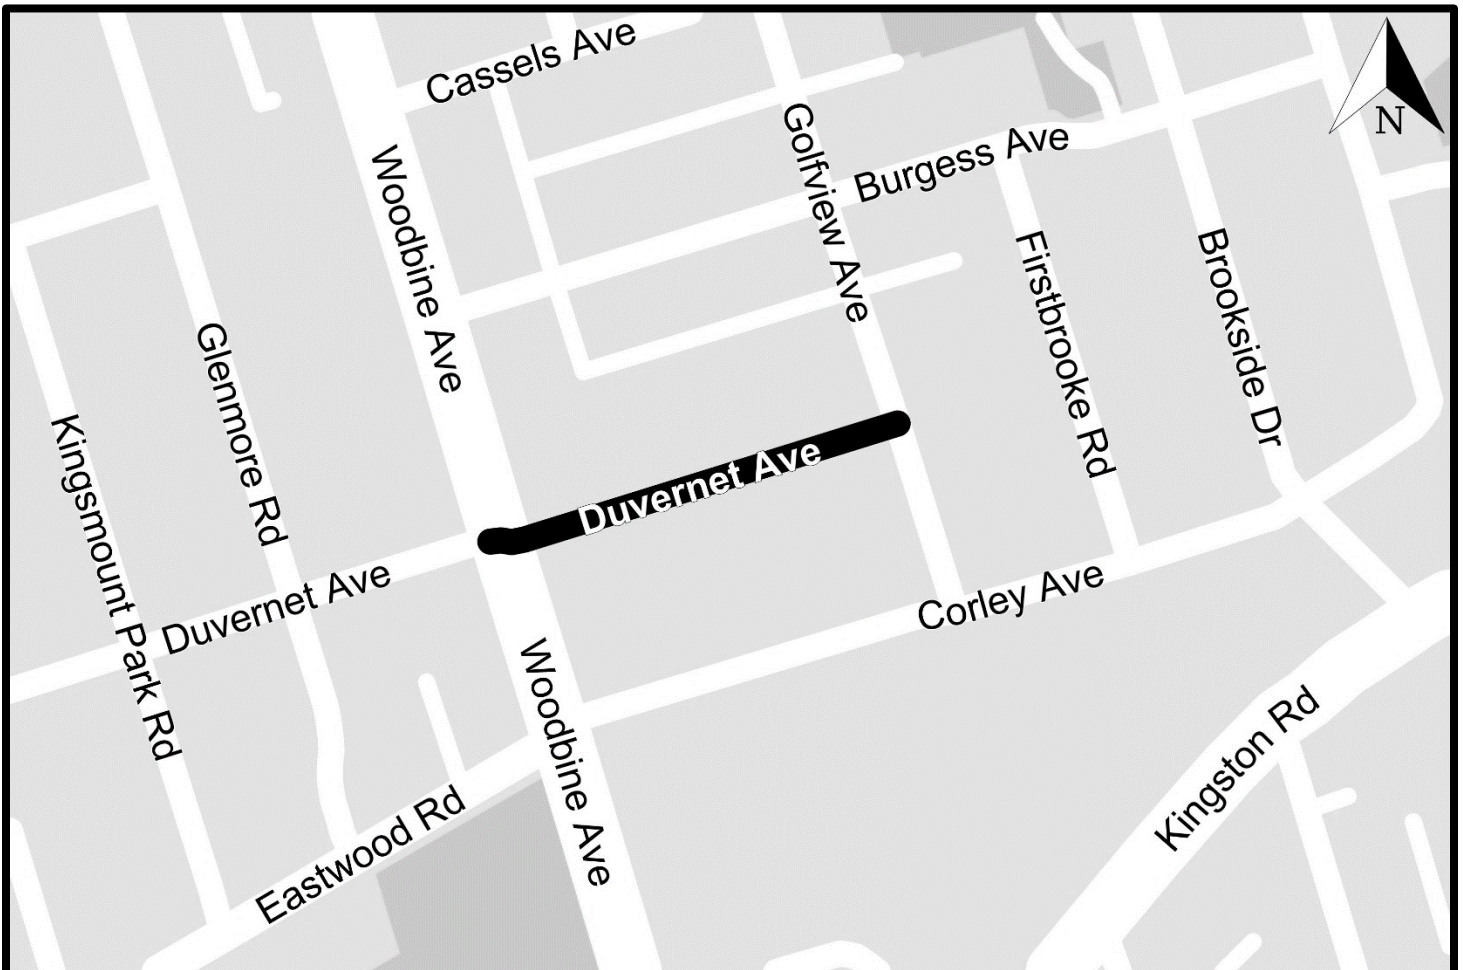 Cassels Ave
N
Golfview Ave
Burgess Ave
Woodbine Ave
Firstbrooke Rd
Brookside Dr
Glenmore Rd
Kingsmount Park Rd
Duvernet Ave
Duvernet Ave
Corley Ave
Woodbine Ave
Kingston Rd
Eastwood Rd